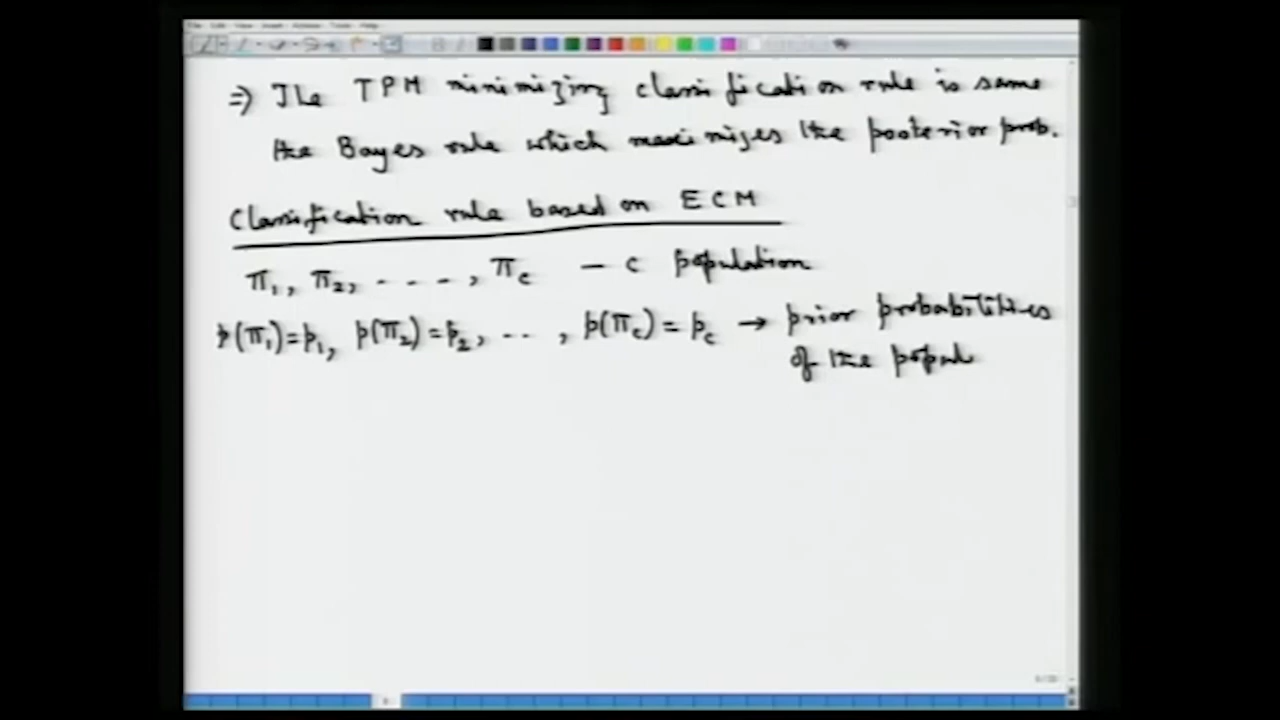 ⇒) The TPM minimizing classification rule is same
the Bayes rule which maximizes the posterior prob.
Classification rule based on ECM
π₁, π₂, . . . . , π_c — c population
p(π₁)=p₁, p(π₂)=p₂, . . . , p(π_c) = p_c → prior probabilities
of the popul